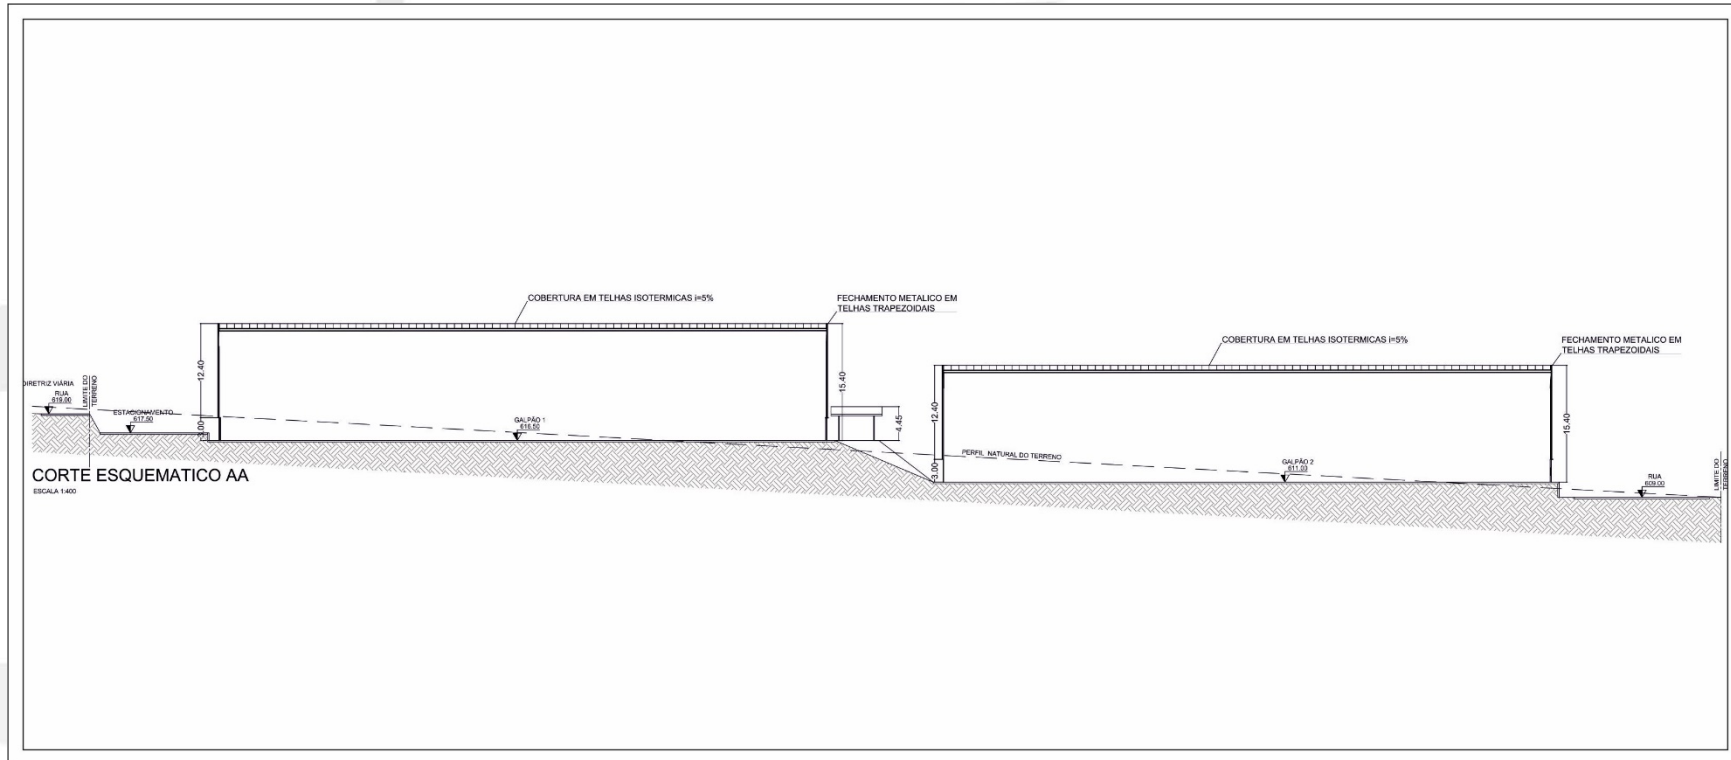 COBERTURA EM TELHAS ISOTERMICAS i=5%
FECHAMENTO METALICO EM
TELHAS TRAPEZOIDAIS
12.40
15.40
3.00
4.45
DIRETRIZ VIÁRIA
RUA
619.00
LIMITE DO
TERRENO
ESTACIONAMENTO
617.50
GALPÃO 1
616.50
COBERTURA EM TELHAS ISOTERMICAS i=5%
FECHAMENTO METALICO EM
TELHAS TRAPEZOIDAIS
12.40
15.40
3.00
PERFIL NATURAL DO TERRENO
GALPÃO 2
611.00
RUA
609.00
LIMITE DO
TERRENO
CORTE ESQUEMATICO AA
ESCALA 1:400